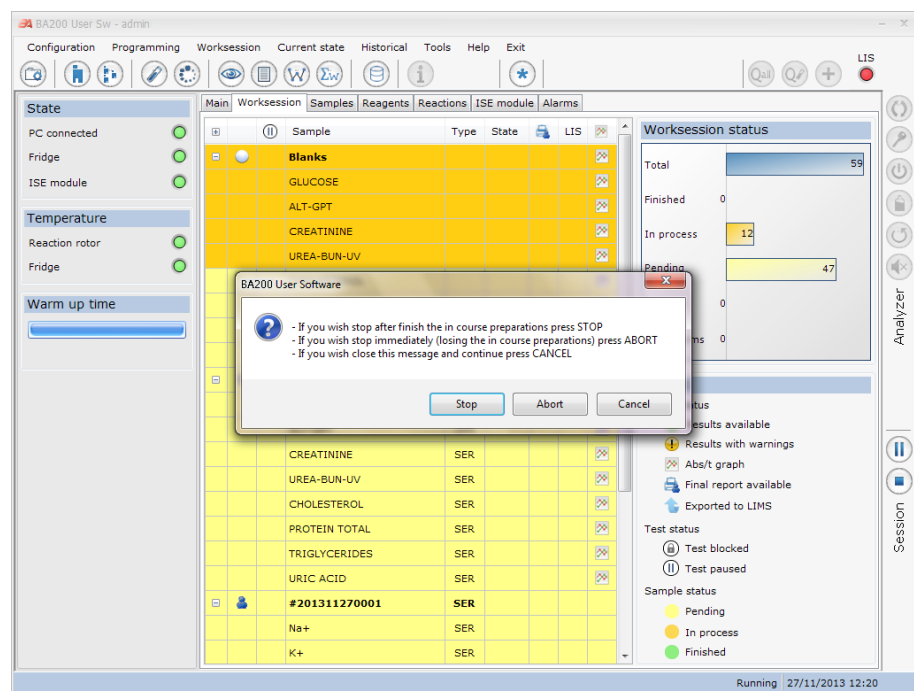 BA200 User Sw - admin
Configuration Programming Worksession Current state Historical Tools Help Exit
LIS
Main Worksession Samples Reagents Reactions ISE module Alarms
State
PC connected
Fridge
ISE module
Temperature
Reaction rotor
Fridge
Warm up time
Sample Type State LIS
Blanks
GLUCOSE
ALT-GPT
CREATININE
UREA-BUN-UV
CREATININE SER
UREA-BUN-UV SER
CHOLESTEROL SER
PROTEIN TOTAL SER
TRIGLYCERIDES SER
URIC ACID SER
#201311270001 SER
Na+ SER
K+ SER
BA200 User Software
- If you wish stop after finish the in course preparations press STOP
- If you wish stop immediately (losing the in course preparations) press ABORT
- If you wish close this message and continue press CANCEL
Stop Abort Cancel
Worksession status
Total 59
Finished 0
In process 12
Pending 47
0
0
Results available
Results with warnings
Abs/t graph
Final report available
Exported to LIMS
Test status
Test blocked
Test paused
Sample status
Pending
In process
Finished
Analyzer
Session
Running 27/11/2013 12:20